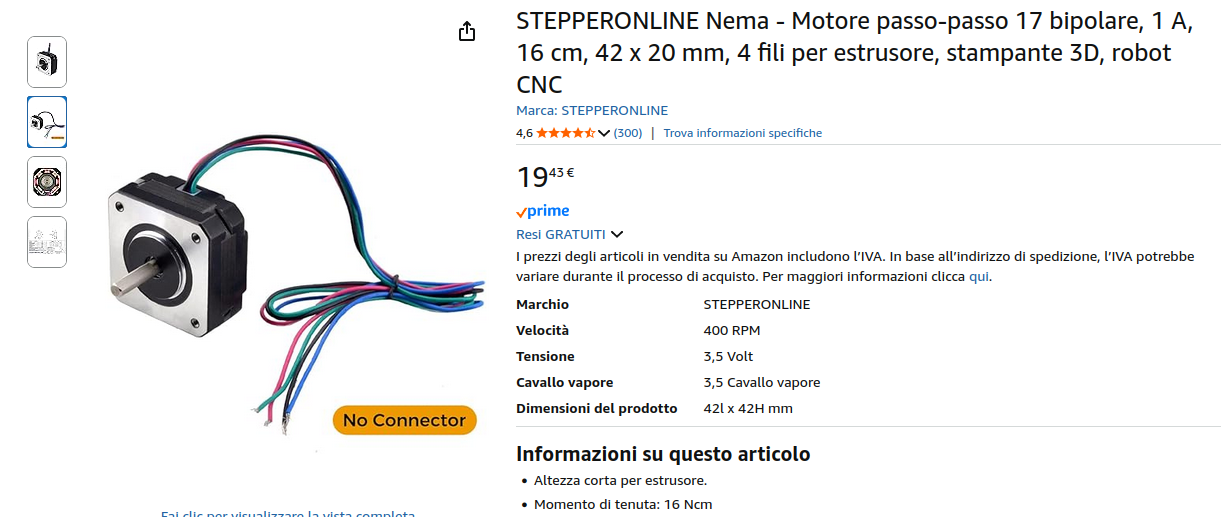 STEPPERONLINE Nema - Motore passo-passo 17 bipolare, 1 A,
16 cm, 42 x 20 mm, 4 fili per estrusore, stampante 3D, robot
CNC
Marca: STEPPERONLINE
4,6 (300) | Trova informazioni specifiche
19,43 €
prime
Resi GRATUITI
I prezzi degli articoli in vendita su Amazon includono l’IVA. In base all’indirizzo di spedizione, l’IVA potrebbe
variare durante il processo di acquisto. Per maggiori informazioni clicca qui.
Marchio STEPPERONLINE
Velocità 400 RPM
Tensione 3,5 Volt
Cavallo vapore 3,5 Cavallo vapore
Dimensioni del prodotto 42l x 42H mm
No Connector
Informazioni su questo articolo
• Altezza corta per estrusore.
• Momento di tenuta: 16 Ncm
Fai clic per visualizzare la vista completa